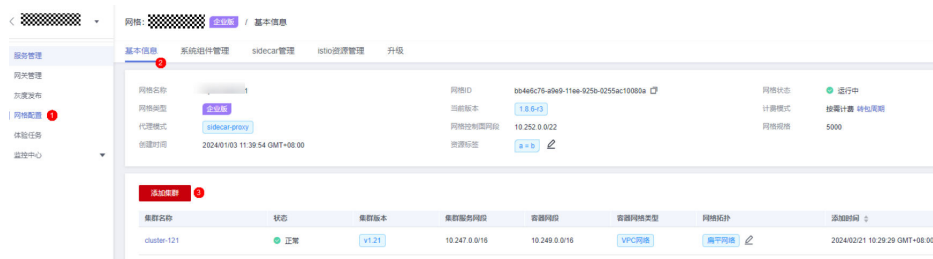 网格: 企业版 / 基本信息
服务管理
网关管理
灰度发布
网格配置 1
体验任务
监控中心
基本信息 系统组件管理 sidecar管理 istio资源管理 升级
2
网格名称 1 网格ID bb4e6c76-a9e9-11ee-925b-0255ac10080a 网格状态 运行中
网格类型 企业版 当前版本 1.8.6-r3 计费模式 按需计费 转包周期
代理模式 sidecar-proxy 网格控制面网段 10.252.0.0/22 网格规格 5000
创建时间 2024/01/03 11:39:54 GMT+08:00 资源标签 a = b
添加集群 3
集群名称 状态 集群版本 集群服务网段 容器网段 容器网络类型 网络拓扑 添加时间
cluster-121 正常 v1.21 10.247.0.0/16 10.249.0.0/16 VPC网络 扁平网络 2024/02/21 10:29:29 GMT+08:00